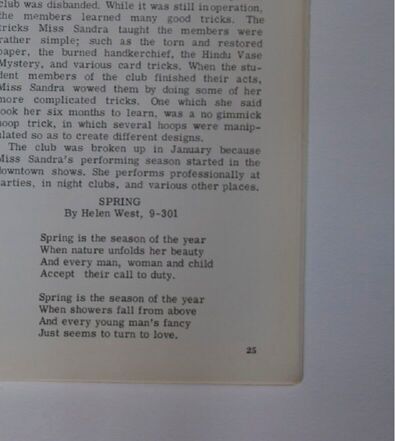 club was disbanded. While it was still in operation,
the members learned many good tricks. The
tricks Miss Sandra taught the members were
rather simple; such as the torn and restored
paper, the burned handkerchief, the Hindu Vase
Mystery, and various card tricks. When the stu-
dent members of the club finished their acts,
Miss Sandra wowed them by doing some of her
more complicated tricks. One which she said
took her six months to learn, was a no gimmick
hoop trick, in which several hoops were manip-
ulated so as to create different designs.
The club was broken up in January because
Miss Sandra's performing season started in the
downtown shows. She performs professionally at
parties, in night clubs, and various other places.
SPRING
By Helen West, 9-301
Spring is the season of the year
When nature unfolds her beauty
And every man, woman and child
Accept their call to duty.
Spring is the season of the year
When showers fall from above
And every young man's fancy
Just seems to turn to love.
25